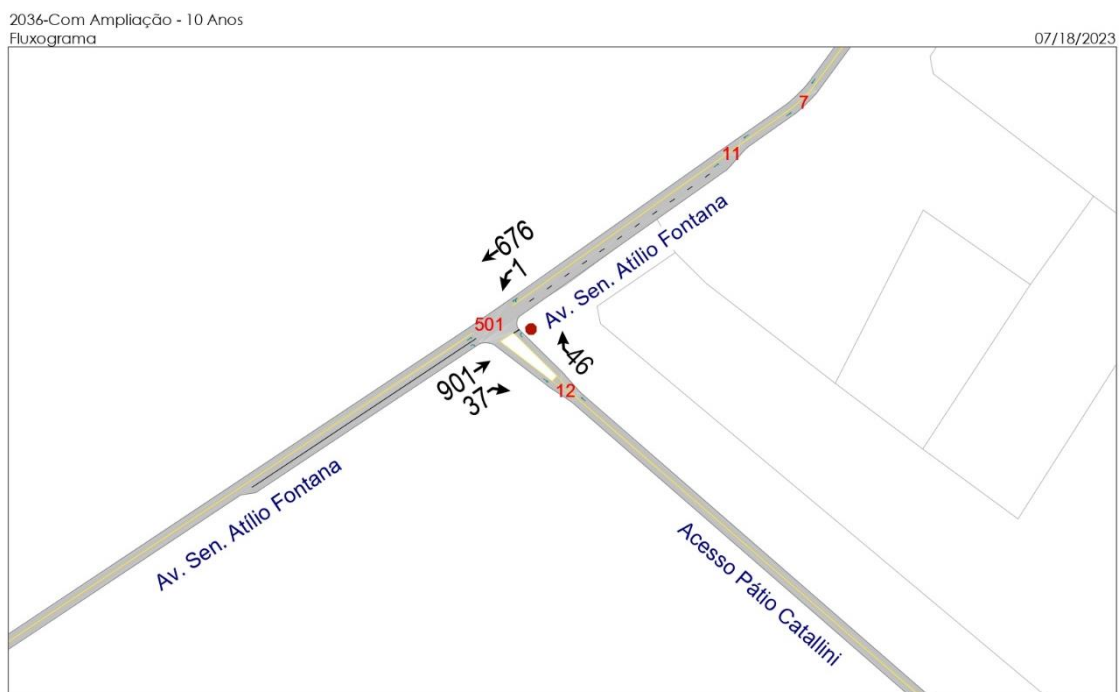 2036-Com Ampliação - 10 Anos
Fluxograma
07/18/2023
7
11
Av. Sen. Atílio Fontana
676
1
501
901
37
46
12
Av. Sen. Atílio Fontana
Acesso Pátio Catallini